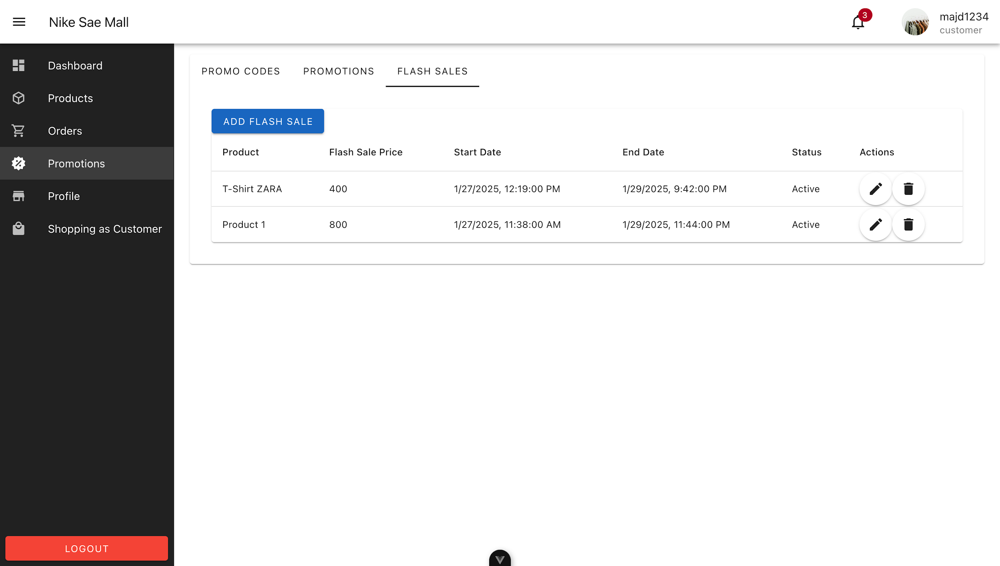 Nike Sae Mall
3
majd1234
customer
Dashboard
Products
Orders
Promotions
Profile
Shopping as Customer
LOGOUT
PROMO CODES PROMOTIONS FLASH SALES
ADD FLASH SALE
Product Flash Sale Price Start Date End Date Status Actions
T-Shirt ZARA 400 1/27/2025, 12:19:00 PM 1/29/2025, 9:42:00 PM Active
Product 1 800 1/27/2025, 11:38:00 AM 1/29/2025, 11:44:00 PM Active